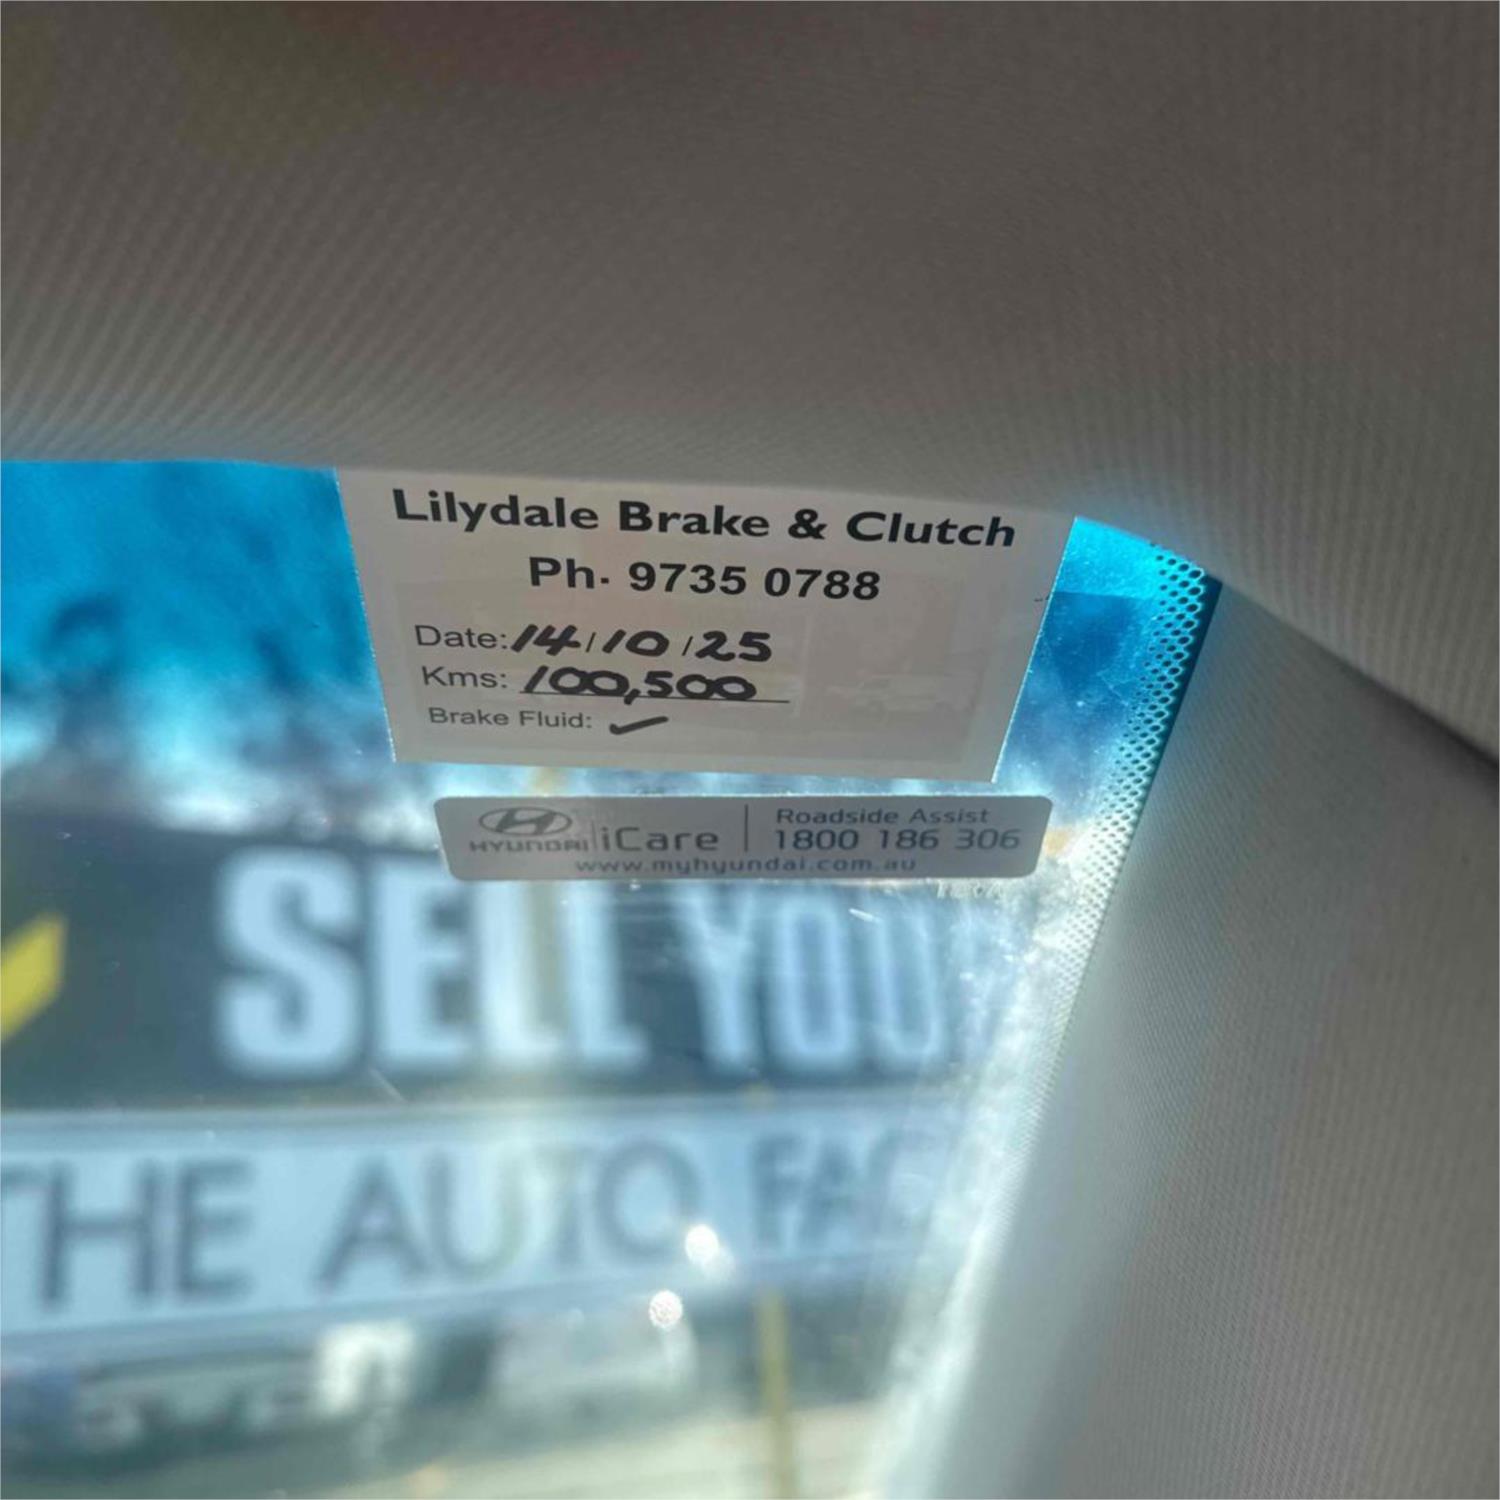 Lilydale Brake & Clutch
Ph. 9735 0788
Date: 14/10/25
Kms: 100,500
Brake Fluid: ✓
HYUNDAI iCare
Roadside Assist
1800 186 306
www.myhyundai.com.au
SELL YOU
THE AUTO FAC